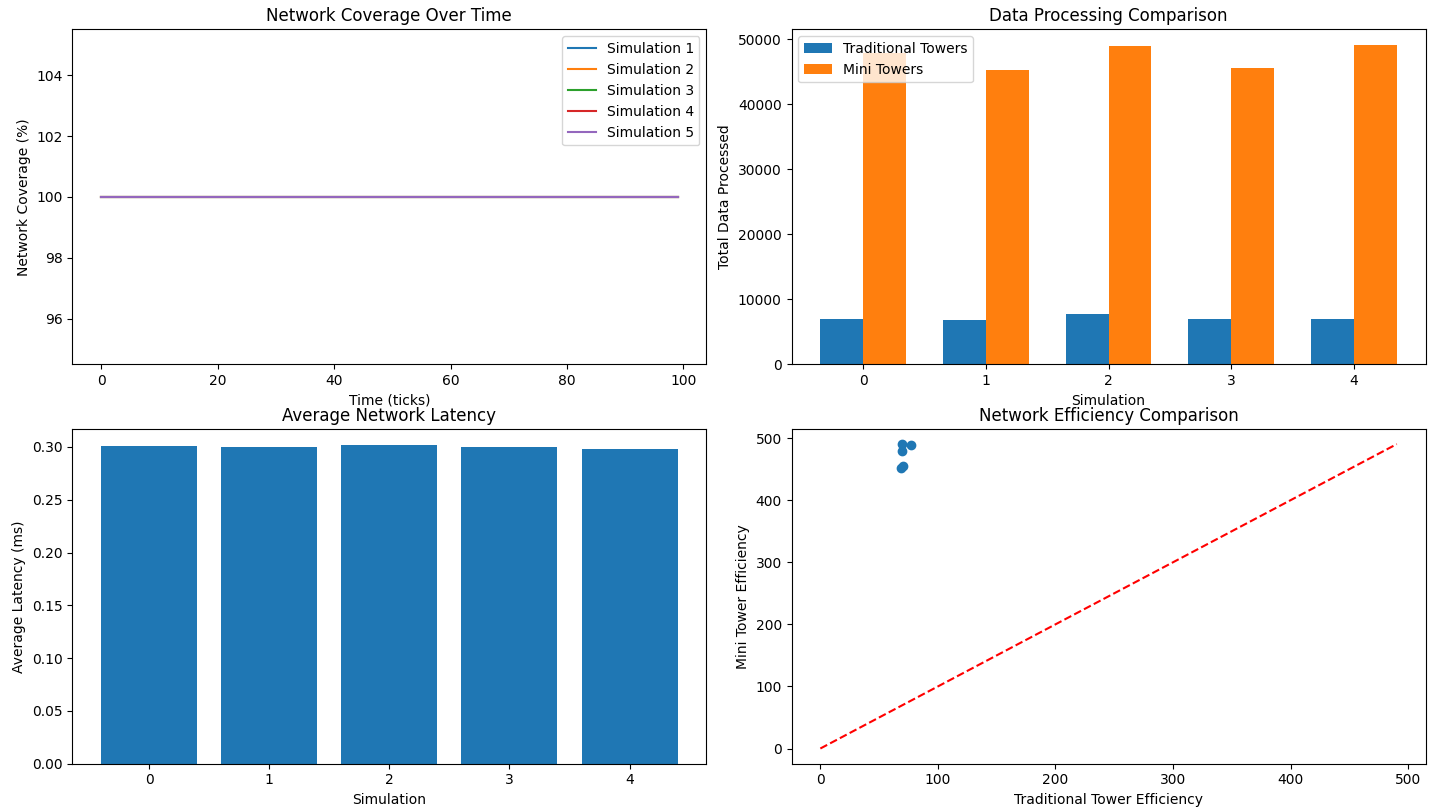 Network Coverage Over Time
Network Coverage (%)
104
102
100
98
96
Simulation 1
Simulation 2
Simulation 3
Simulation 4
Simulation 5
0 20 40 60 80 100
Time (ticks)
Data Processing Comparison
Total Data Processed
50000
40000
30000
20000
10000
0
Traditional Towers
Mini Towers
0 1 2 3 4
Simulation
Average Network Latency
Average Latency (ms)
0.30
0.25
0.20
0.15
0.10
0.05
0.00
0 1 2 3 4
Simulation
Network Efficiency Comparison
Mini Tower Efficiency
500
400
300
200
100
0
0 100 200 300 400 500
Traditional Tower Efficiency